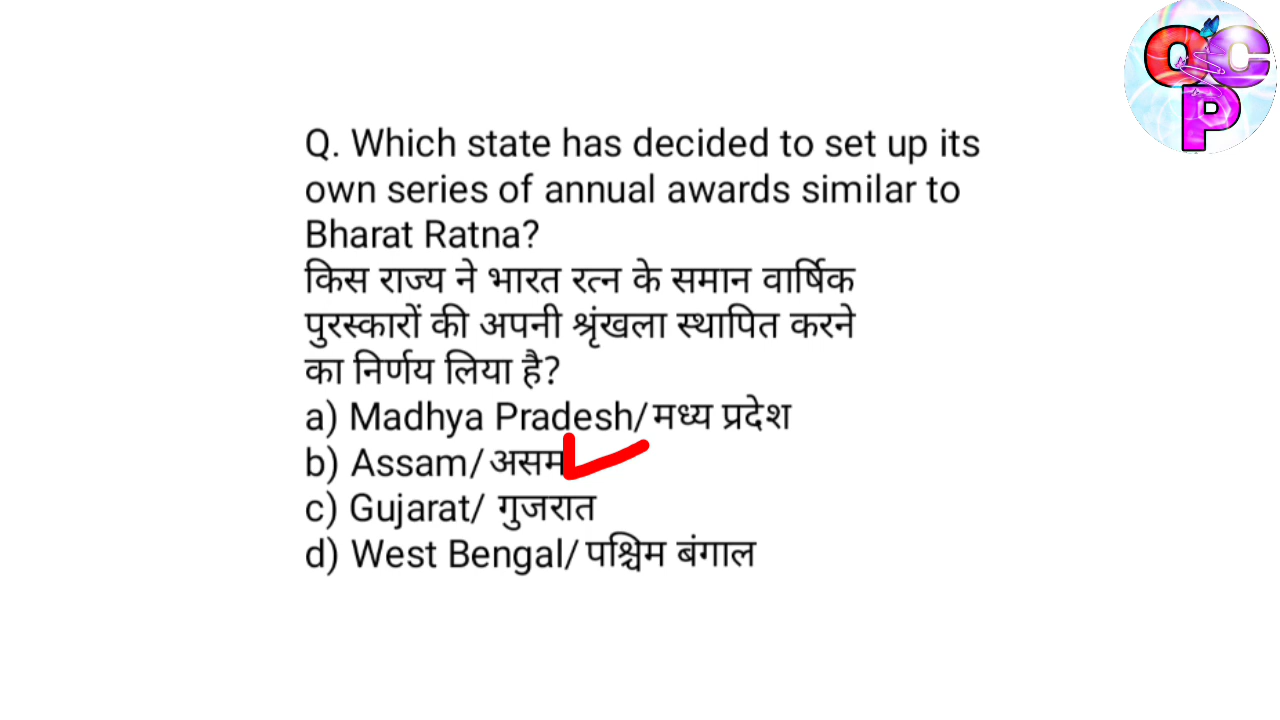 QC
P
Q. Which state has decided to set up its
own series of annual awards similar to
Bharat Ratna?
किस राज्य ने भारत रत्न के समान वार्षिक
पुरस्कारों की अपनी श्रृंखला स्थापित करने
का निर्णय लिया है?
a) Madhya Pradesh/मध्य प्रदेश
b) Assam/असम
c) Gujarat/ गुजरात
d) West Bengal/पश्चिम बंगाल